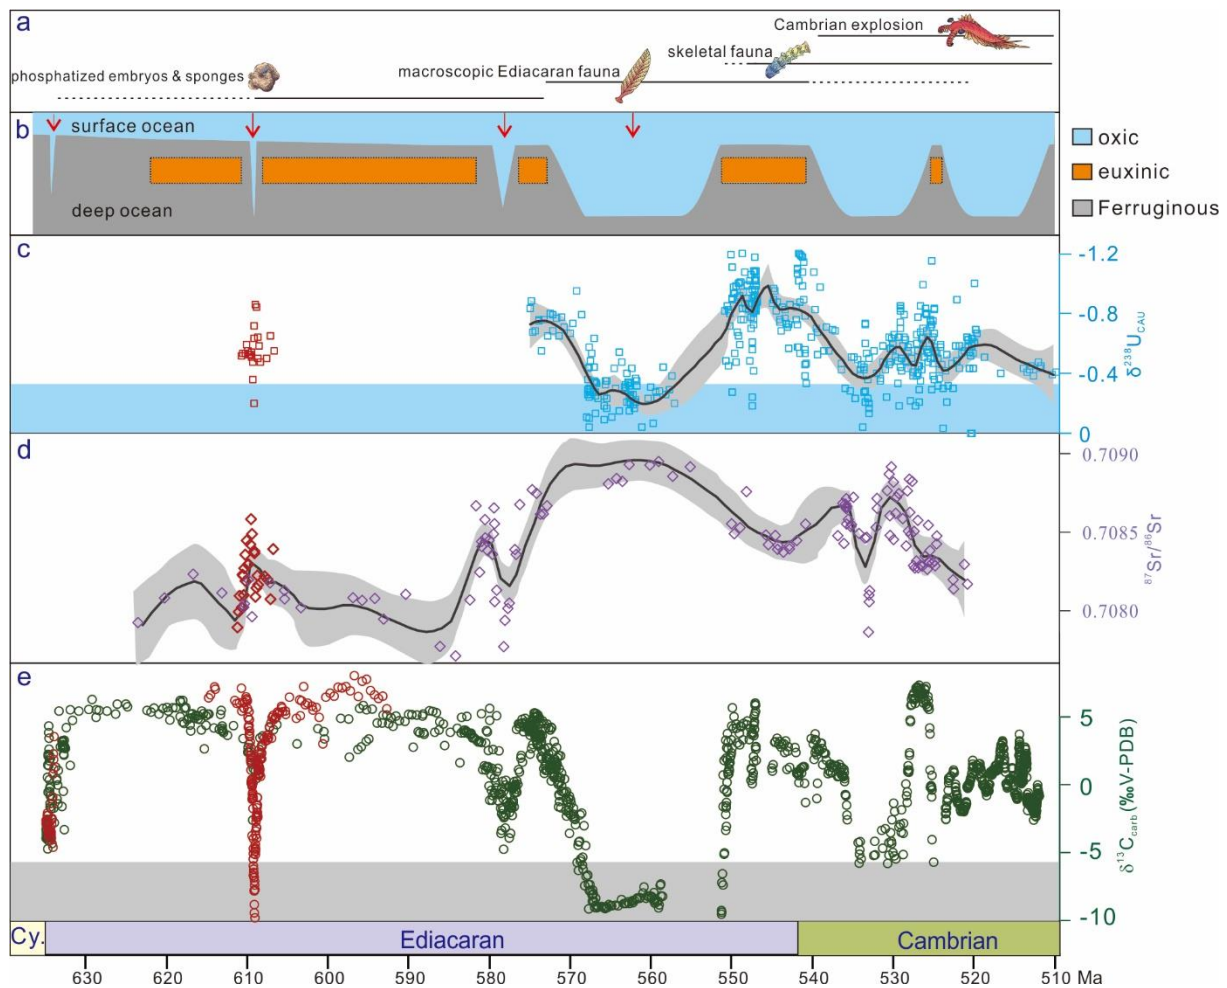 a
Cambrian explosion
skeletal fauna
macroscopic Ediacaran fauna
phosphatized embryos & sponges
b
surface ocean
deep ocean
oxic
euxinic
Ferruginous
c
-1.2
-0.8
-0.4
0
δ²³⁸U_CAU
d
0.7090
0.7085
0.7080
⁸⁷Sr/⁸⁶Sr
e
5
0
-5
-10
δ¹³C_carb (‰V-PDB)
Cy. Ediacaran Cambrian
630 620 610 600 590 580 570 560 550 540 530 520 510 Ma